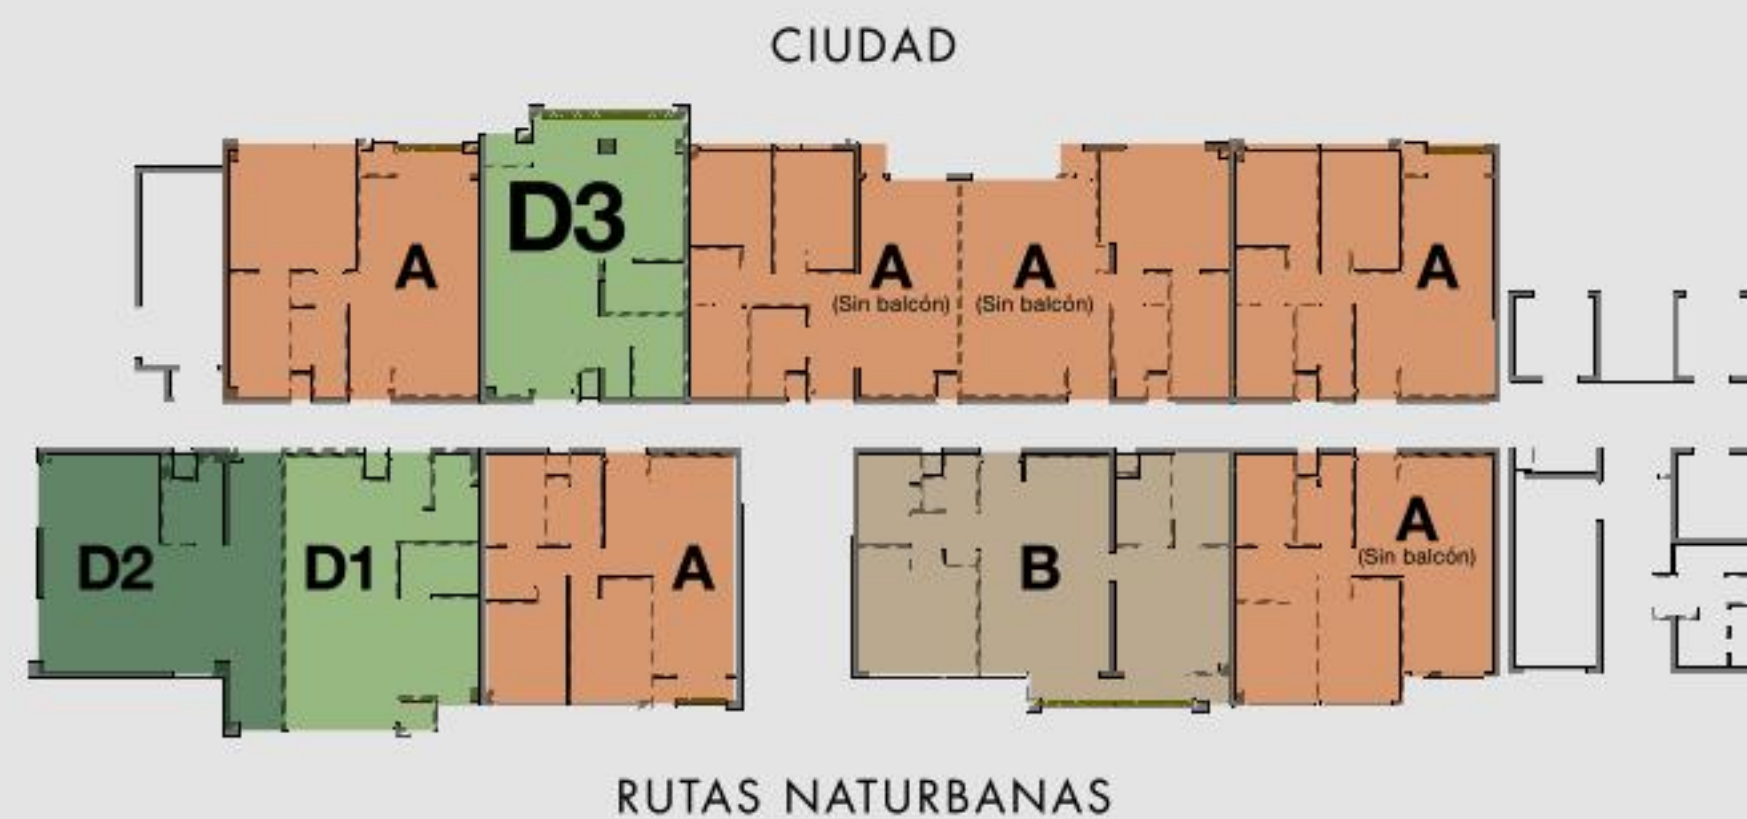 CIUDAD
D3
A
A
(Sin balcón)
A
(Sin balcón)
A
D2
D1
A
B
A
(Sin balcón)
RUTAS NATURBANAS